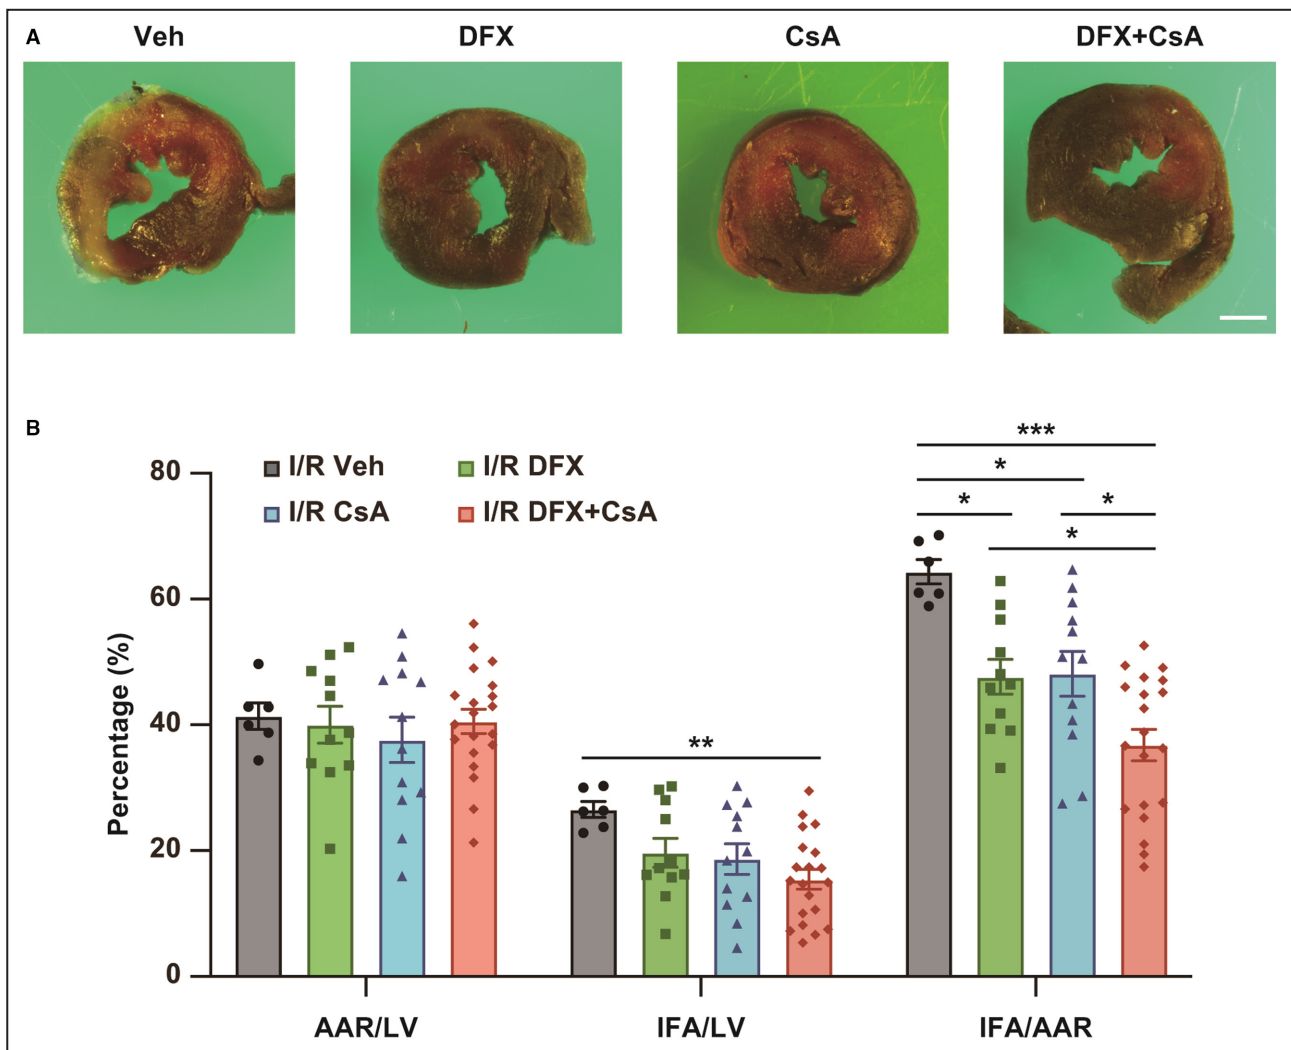 A
Veh DFX CsA DFX+CsA
B
I/R Veh I/R DFX
I/R CsA I/R DFX+CsA
***
*
* *
*
**
Percentage (%)
80
60
40
20
0
AAR/LV IFA/LV IFA/AAR